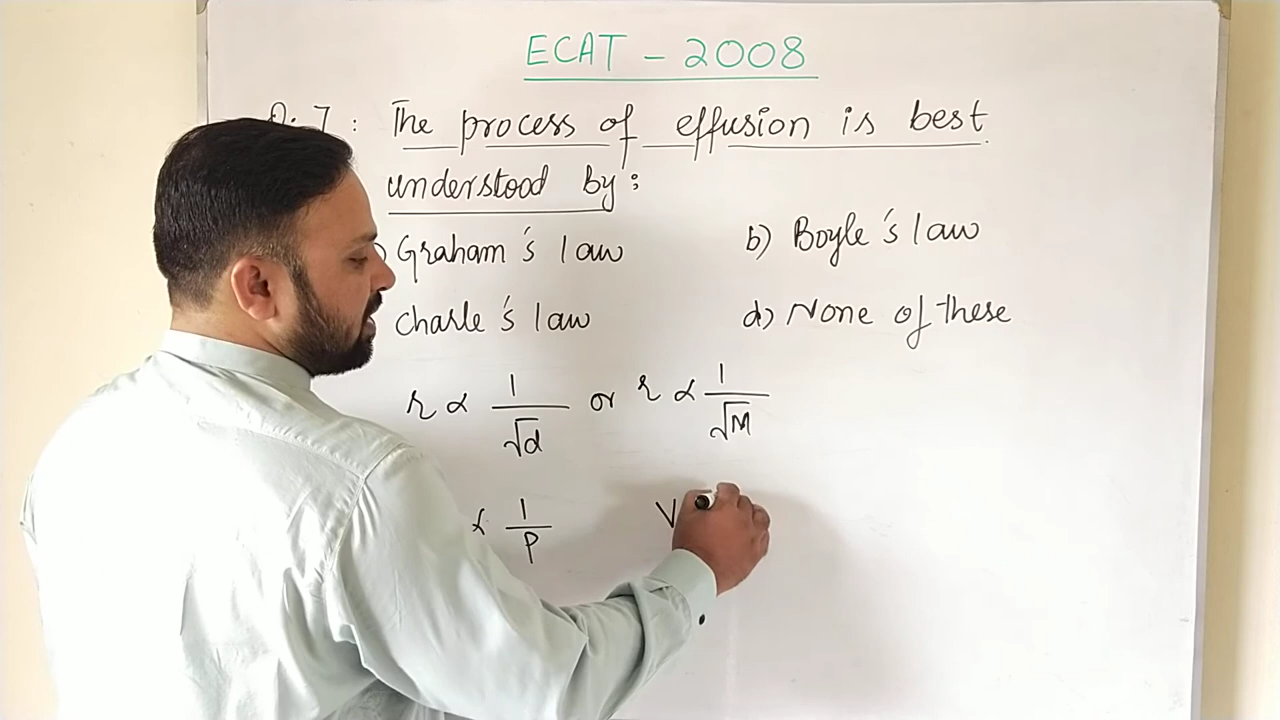 ECAT - 2008
Q. 7 : The process of effusion is best
understood by :
) Graham's law b) Boyle's law
Charle's law d) None of these
r ∝ 1/√d or r ∝ 1/√M
∝ 1/P V